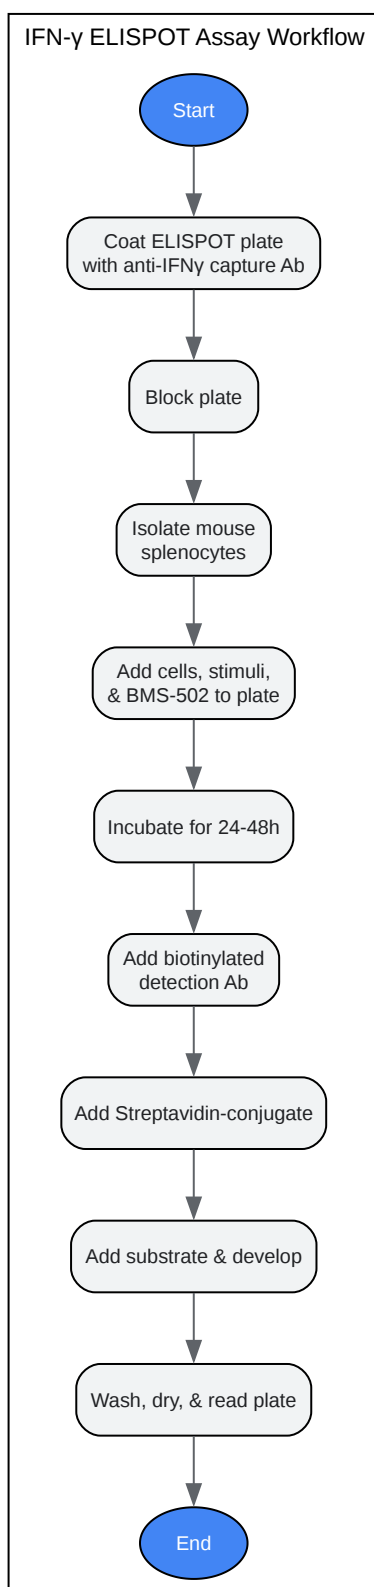 IFN-γ ELISPOT Assay Workflow
Start
Coat ELISPOT plate
with anti-IFNγ capture Ab
Block plate
Isolate mouse
splenocytes
Add cells, stimuli,
& BMS-502 to plate
Incubate for 24-48h
Add biotinylated
detection Ab
Add Streptavidin-conjugate
Add substrate & develop
Wash, dry, & read plate
End